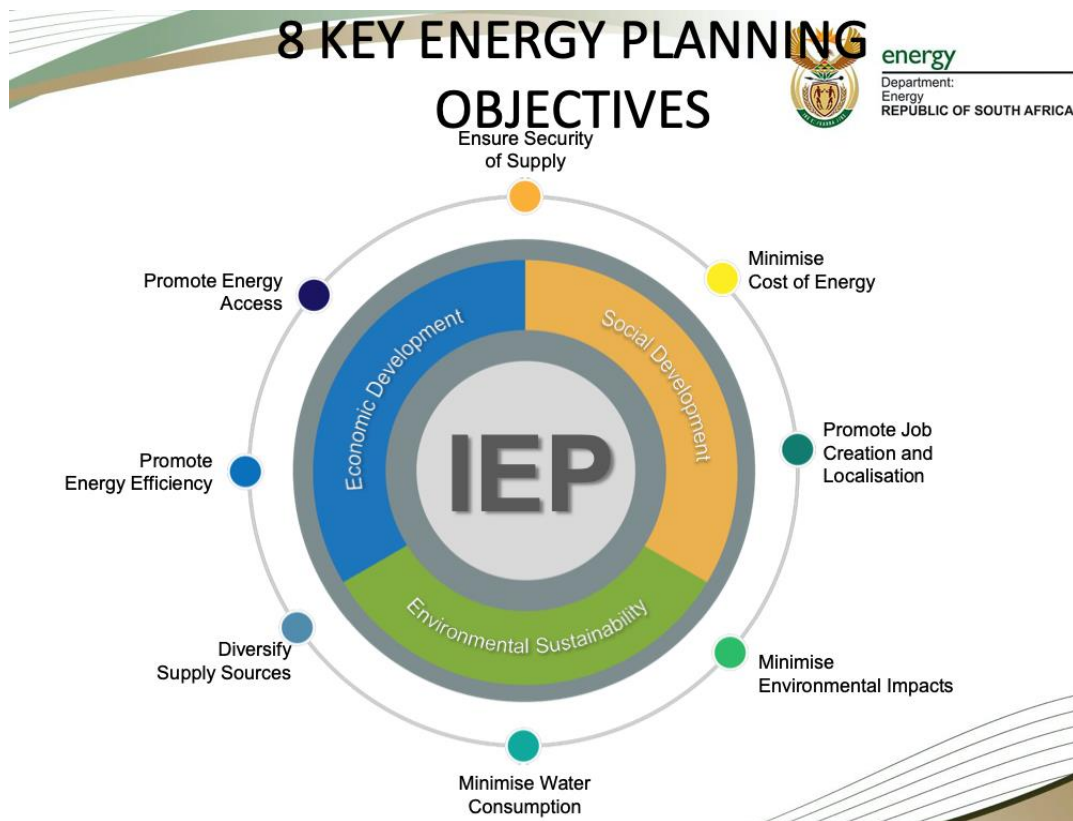 8 KEY ENERGY PLANNING
OBJECTIVES
energy
Department:
Energy
REPUBLIC OF SOUTH AFRICA
Ensure Security
of Supply
Minimise
Cost of Energy
Promote Job
Creation and
Localisation
Minimise
Environmental Impacts
Minimise Water
Consumption
Diversify
Supply Sources
Promote
Energy Efficiency
Promote Energy
Access
Economic Development
Social Development
Environmental Sustainability
IEP